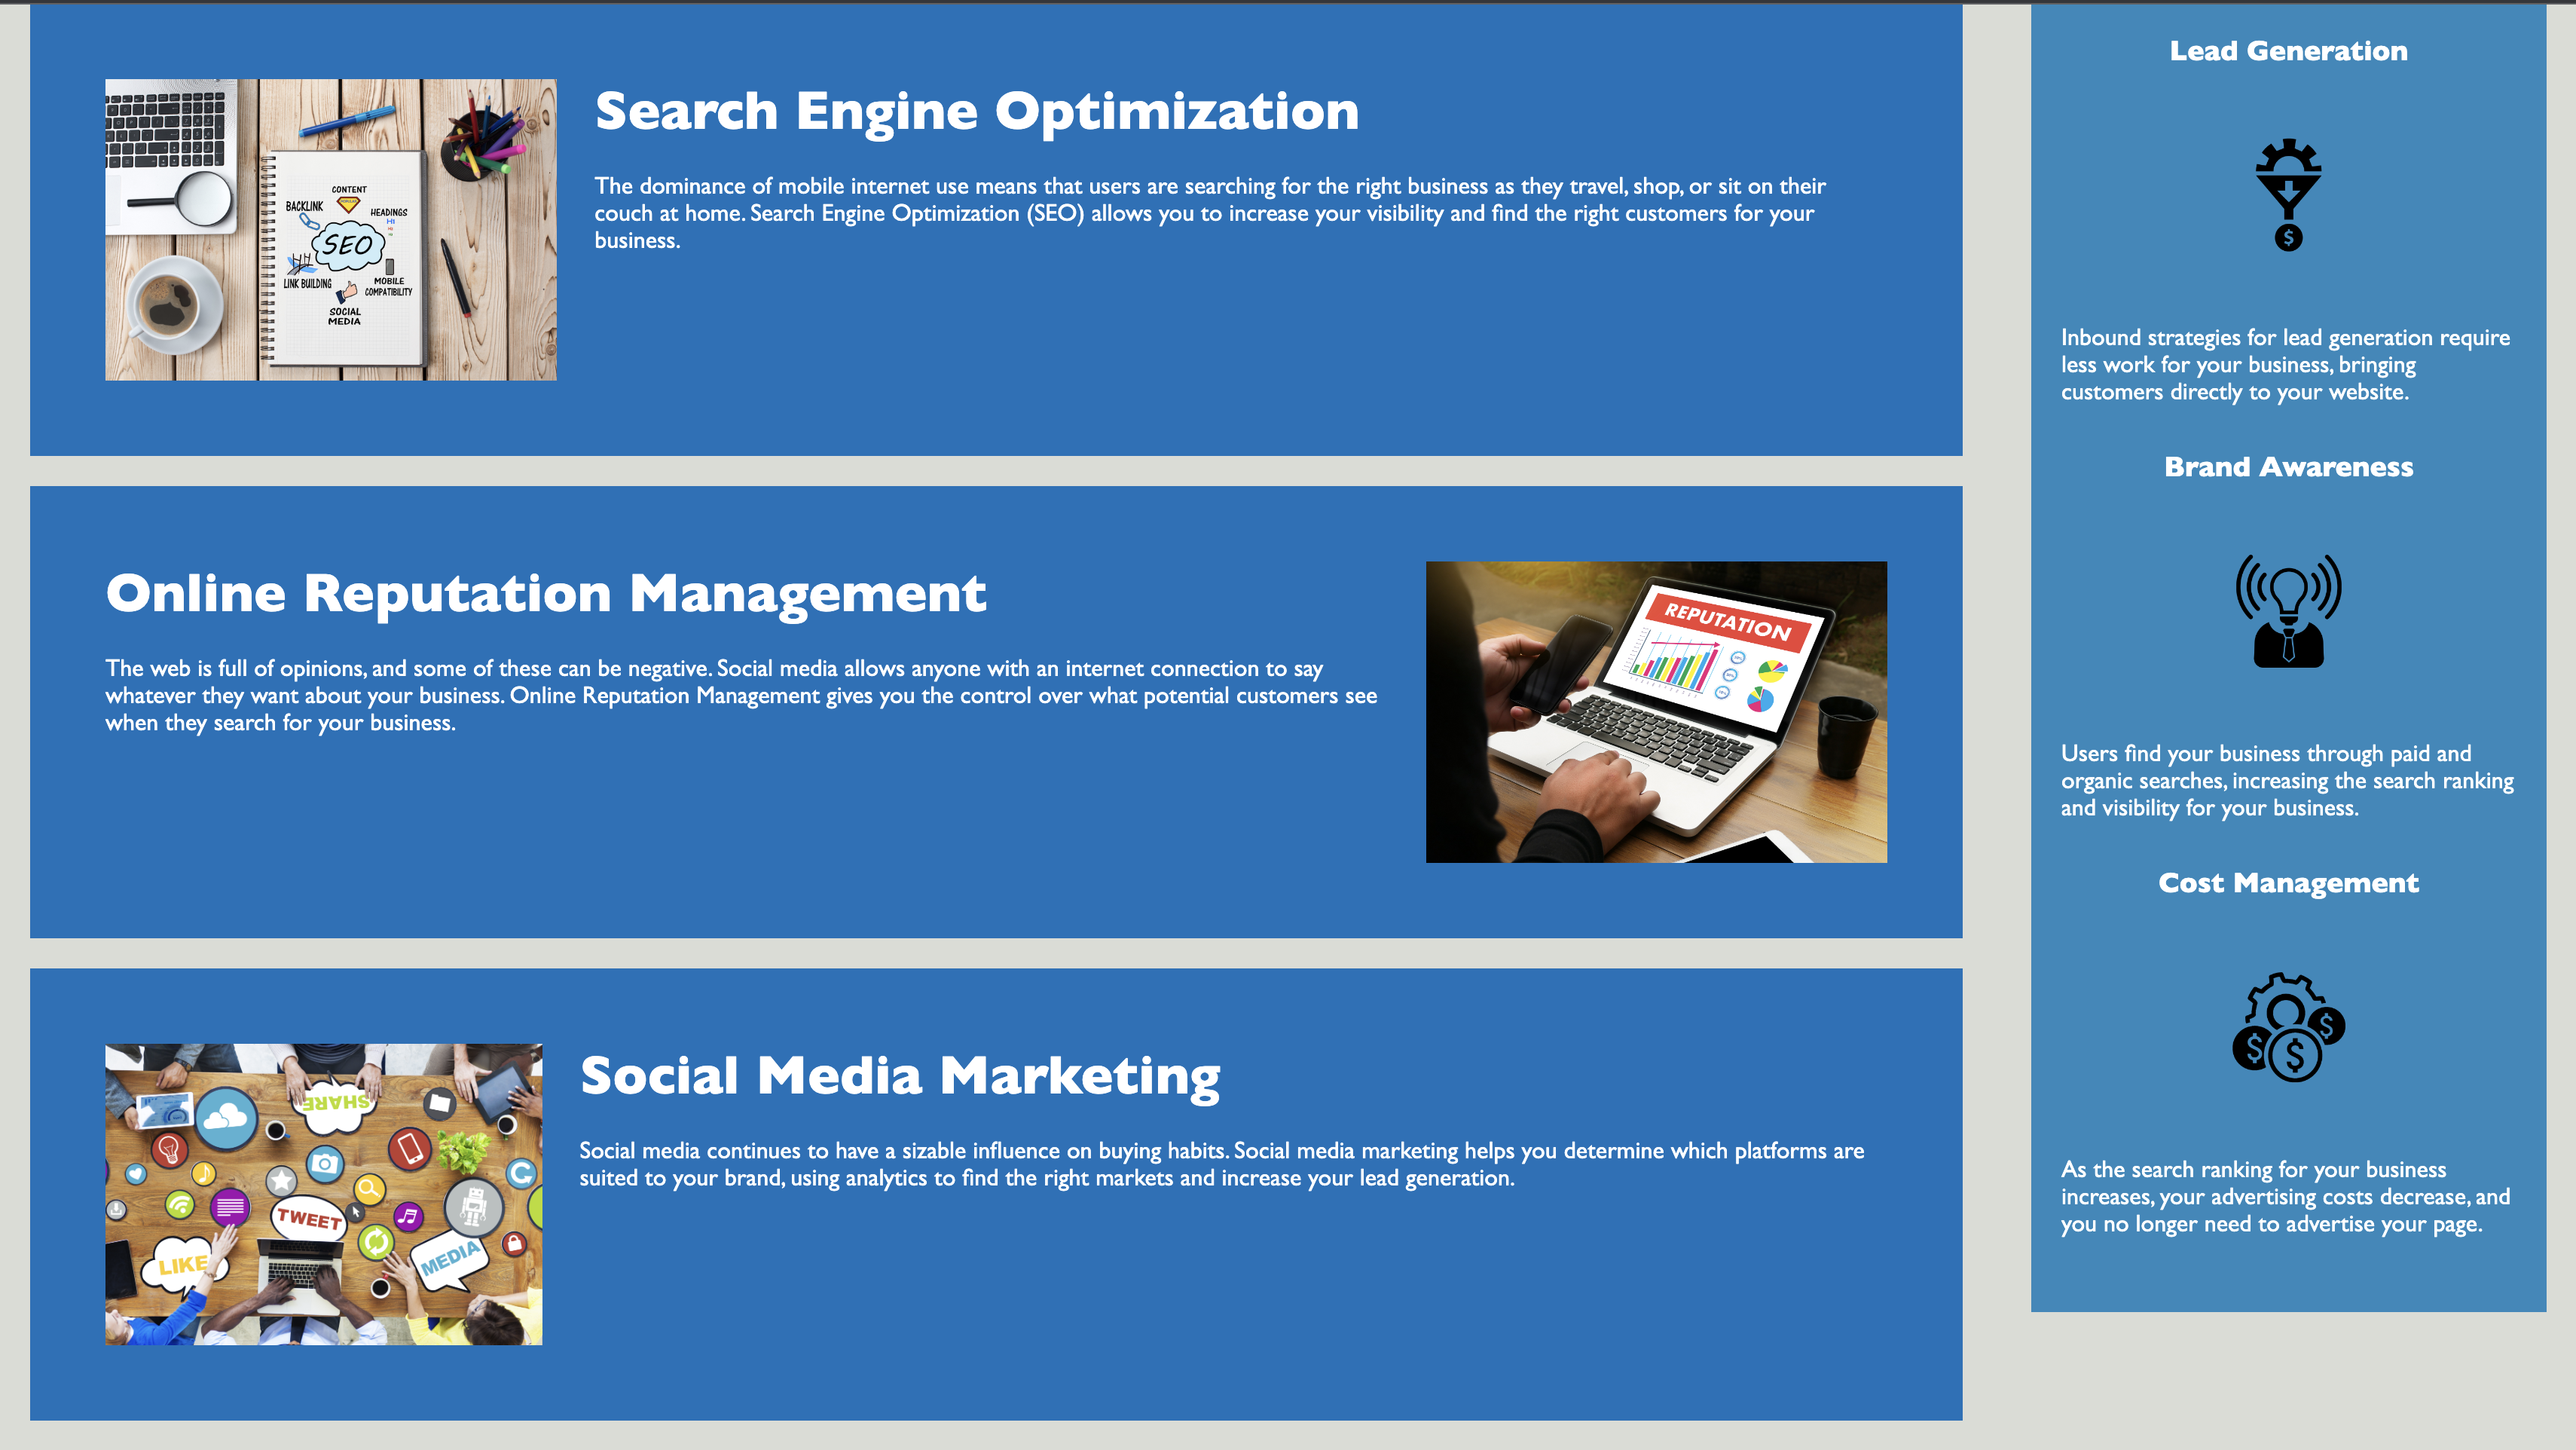 Search Engine Optimization
The dominance of mobile internet use means that users are searching for the right business as they travel, shop, or sit on their
couch at home. Search Engine Optimization (SEO) allows you to increase your visibility and find the right customers for your
business.
CONTENT
BACKLINK
HEADINGS
SEO
LINK BUILDING
MOBILE
COMPATIBILITY
SOCIAL
MEDIA
Online Reputation Management
The web is full of opinions, and some of these can be negative. Social media allows anyone with an internet connection to say
whatever they want about your business. Online Reputation Management gives you the control over what potential customers see
when they search for your business.
REPUTATION
Social Media Marketing
Social media continues to have a sizable influence on buying habits. Social media marketing helps you determine which platforms are
suited to your brand, using analytics to find the right markets and increase your lead generation.
SHARE
TWEET
LIKE
MEDIA
Lead Generation
$
Inbound strategies for lead generation require
less work for your business, bringing
customers directly to your website.
Brand Awareness
Users find your business through paid and
organic searches, increasing the search ranking
and visibility for your business.
Cost Management
$ $ $
As the search ranking for your business
increases, your advertising costs decrease, and
you no longer need to advertise your page.